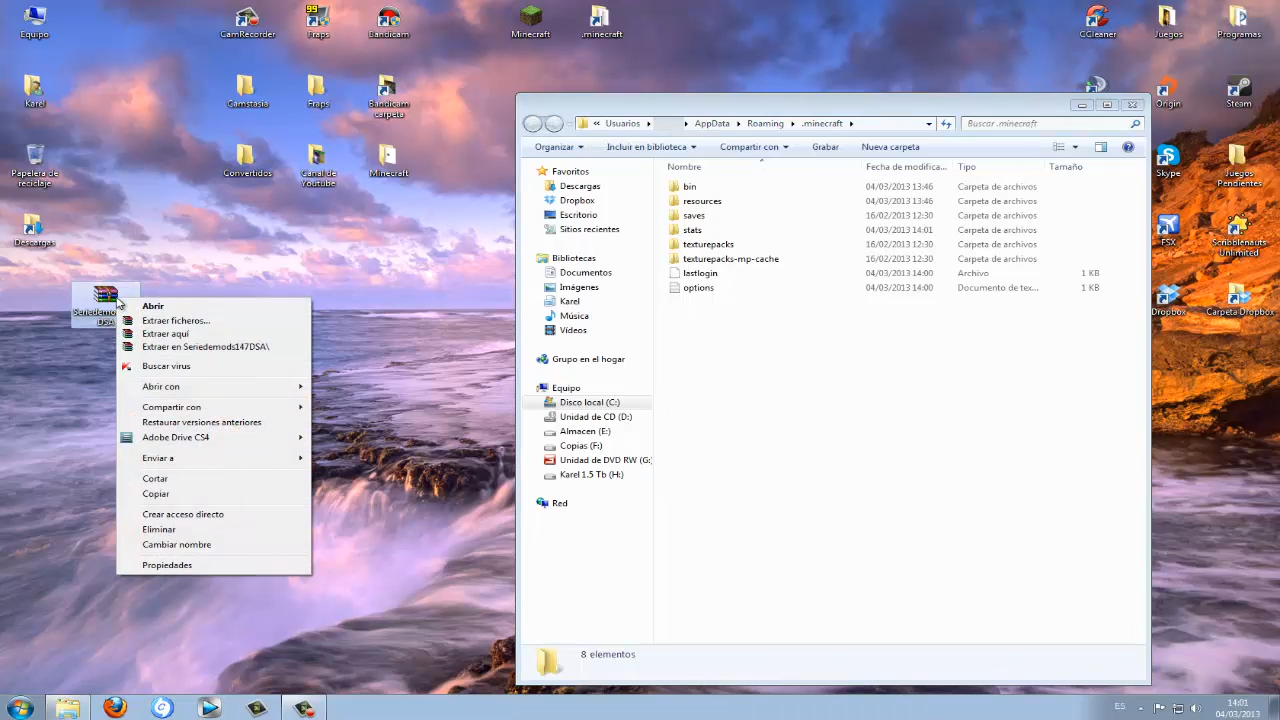 Equipo
CamRecorder
Fraps
Bandicam
Minecraft
.minecraft
CCleaner
Juegos
Programas
Karel
Camstasia
Fraps
Bandicam carpeta
Origin
Steam
Papelera de reciclaje
Convertidos
Canal de Youtube
Minecraft
Skype
Juegos Pendientes
Descargas
FSX
Scribblenauts Unlimited
Dropbox
Carpeta Dropbox
99
DSA
Abrir
Extraer ficheros...
Extraer aquí
Extraer en Seriedemods147DSA\
Buscar virus
Abrir con
Compartir con
Restaurar versiones anteriores
Adobe Drive CS4
Enviar a
Cortar
Copiar
Crear acceso directo
Eliminar
Cambiar nombre
Propiedades
« Usuarios AppData Roaming .minecraft
Buscar .minecraft
Organizar Incluir en biblioteca Compartir con Grabar Nueva carpeta
Favoritos
Descargas
Dropbox
Escritorio
Sitios recientes
Bibliotecas
Documentos
Imágenes
Karel
Música
Vídeos
Grupo en el hogar
Equipo
Disco local (C:)
Unidad de CD (D:)
Almacen (E:)
Copias (F:)
Unidad de DVD RW (G:
Karel 1.5 Tb (H:)
Red
Nombre Fecha de modifica... Tipo Tamaño
bin 04/03/2013 13:46 Carpeta de archivos
resources 04/03/2013 13:46 Carpeta de archivos
saves 16/02/2013 12:30 Carpeta de archivos
stats 04/03/2013 14:01 Carpeta de archivos
texturepacks 16/02/2013 12:30 Carpeta de archivos
texturepacks-mp-cache 16/02/2013 12:30 Carpeta de archivos
lastlogin 04/03/2013 14:00 Archivo 1 KB
options 04/03/2013 14:00 Documento de tex... 1 KB
8 elementos
ES
14:01
04/03/2013